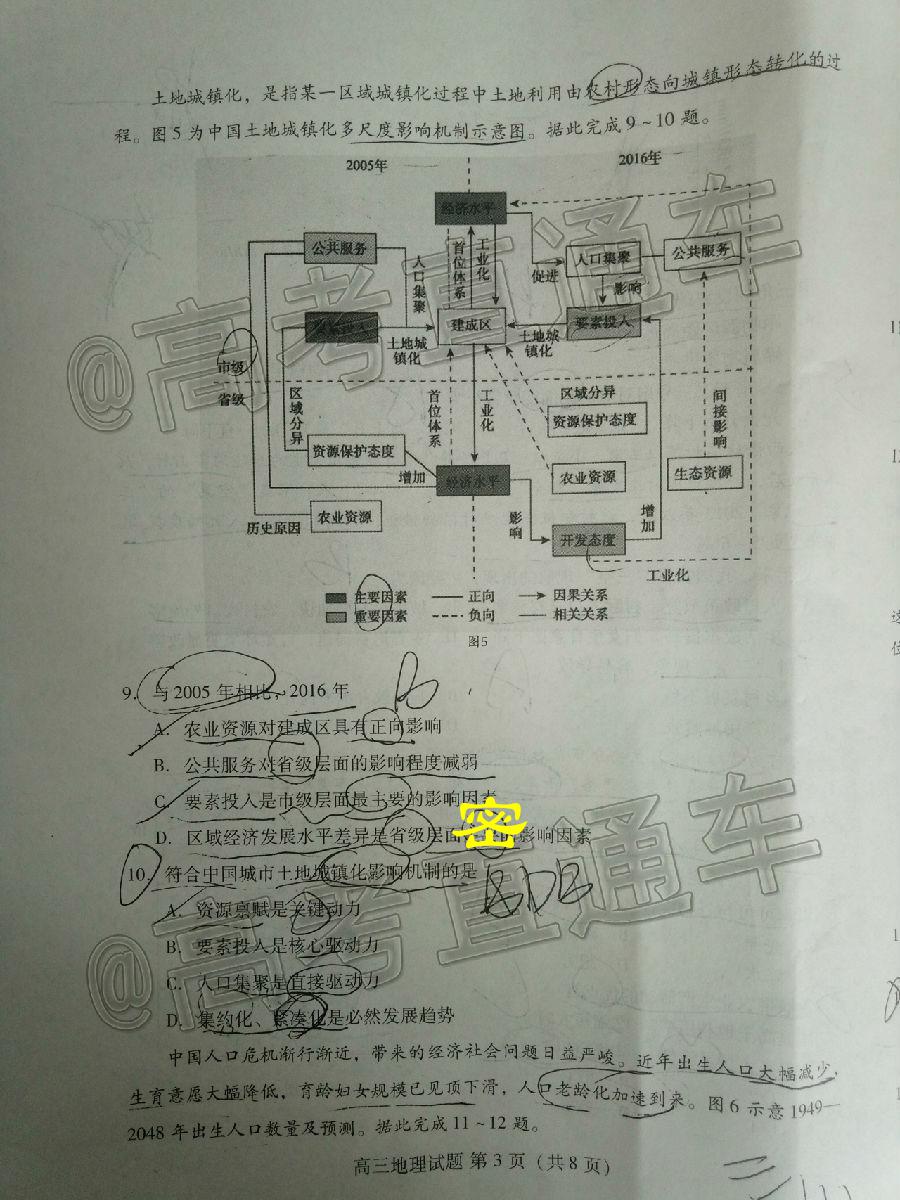 土地城镇化，是指某一区域城镇化过程中土地利用由农村形态向城镇形态转化的过
程。图5为中国土地城镇化多尺度影响机制示意图。据此完成9～10题。
2005年
2016年
经济水平
公共服务
人口集聚
首位体系
工业化
促进
人口集聚
公共服务
影响
建成区
要素投入
土地城镇化
土地城镇化
市级
省级
区域分异
首位体系
工业化
区域分异
资源保护态度
间接影响
资源保护态度
增加
经济水平
农业资源
生态资源
农业资源
历史原因
影响
开发态度
增加
工业化
主要因素
正向
因果关系
重要因素
负向
相关关系
图5
9．与2005年相比，2016年
A．农业资源对建成区具有正向影响
B．公共服务对省级层面的影响程度减弱
C．要素投入是市级层面最主要的影响因素
D．区域经济发展水平差异是省级层面
密
的影响因素
10．符合中国城市土地城镇化影响机制的是
A．资源禀赋是关键动力
B．要素投入是核心驱动力
C．人口集聚是直接驱动力
D．集约化、紧凑化是必然发展趋势
中国人口危机渐行渐近，带来的经济社会问题日益严峻。近年出生人口大幅减少，
生育意愿大幅降低，育龄妇女规模已见顶下滑，人口老龄化加速到来。图6示意1949—
2048年出生人口数量及预测。据此完成11～12题。
高三地理试题 第3页（共8页）
@高考直通车
@高考直通车